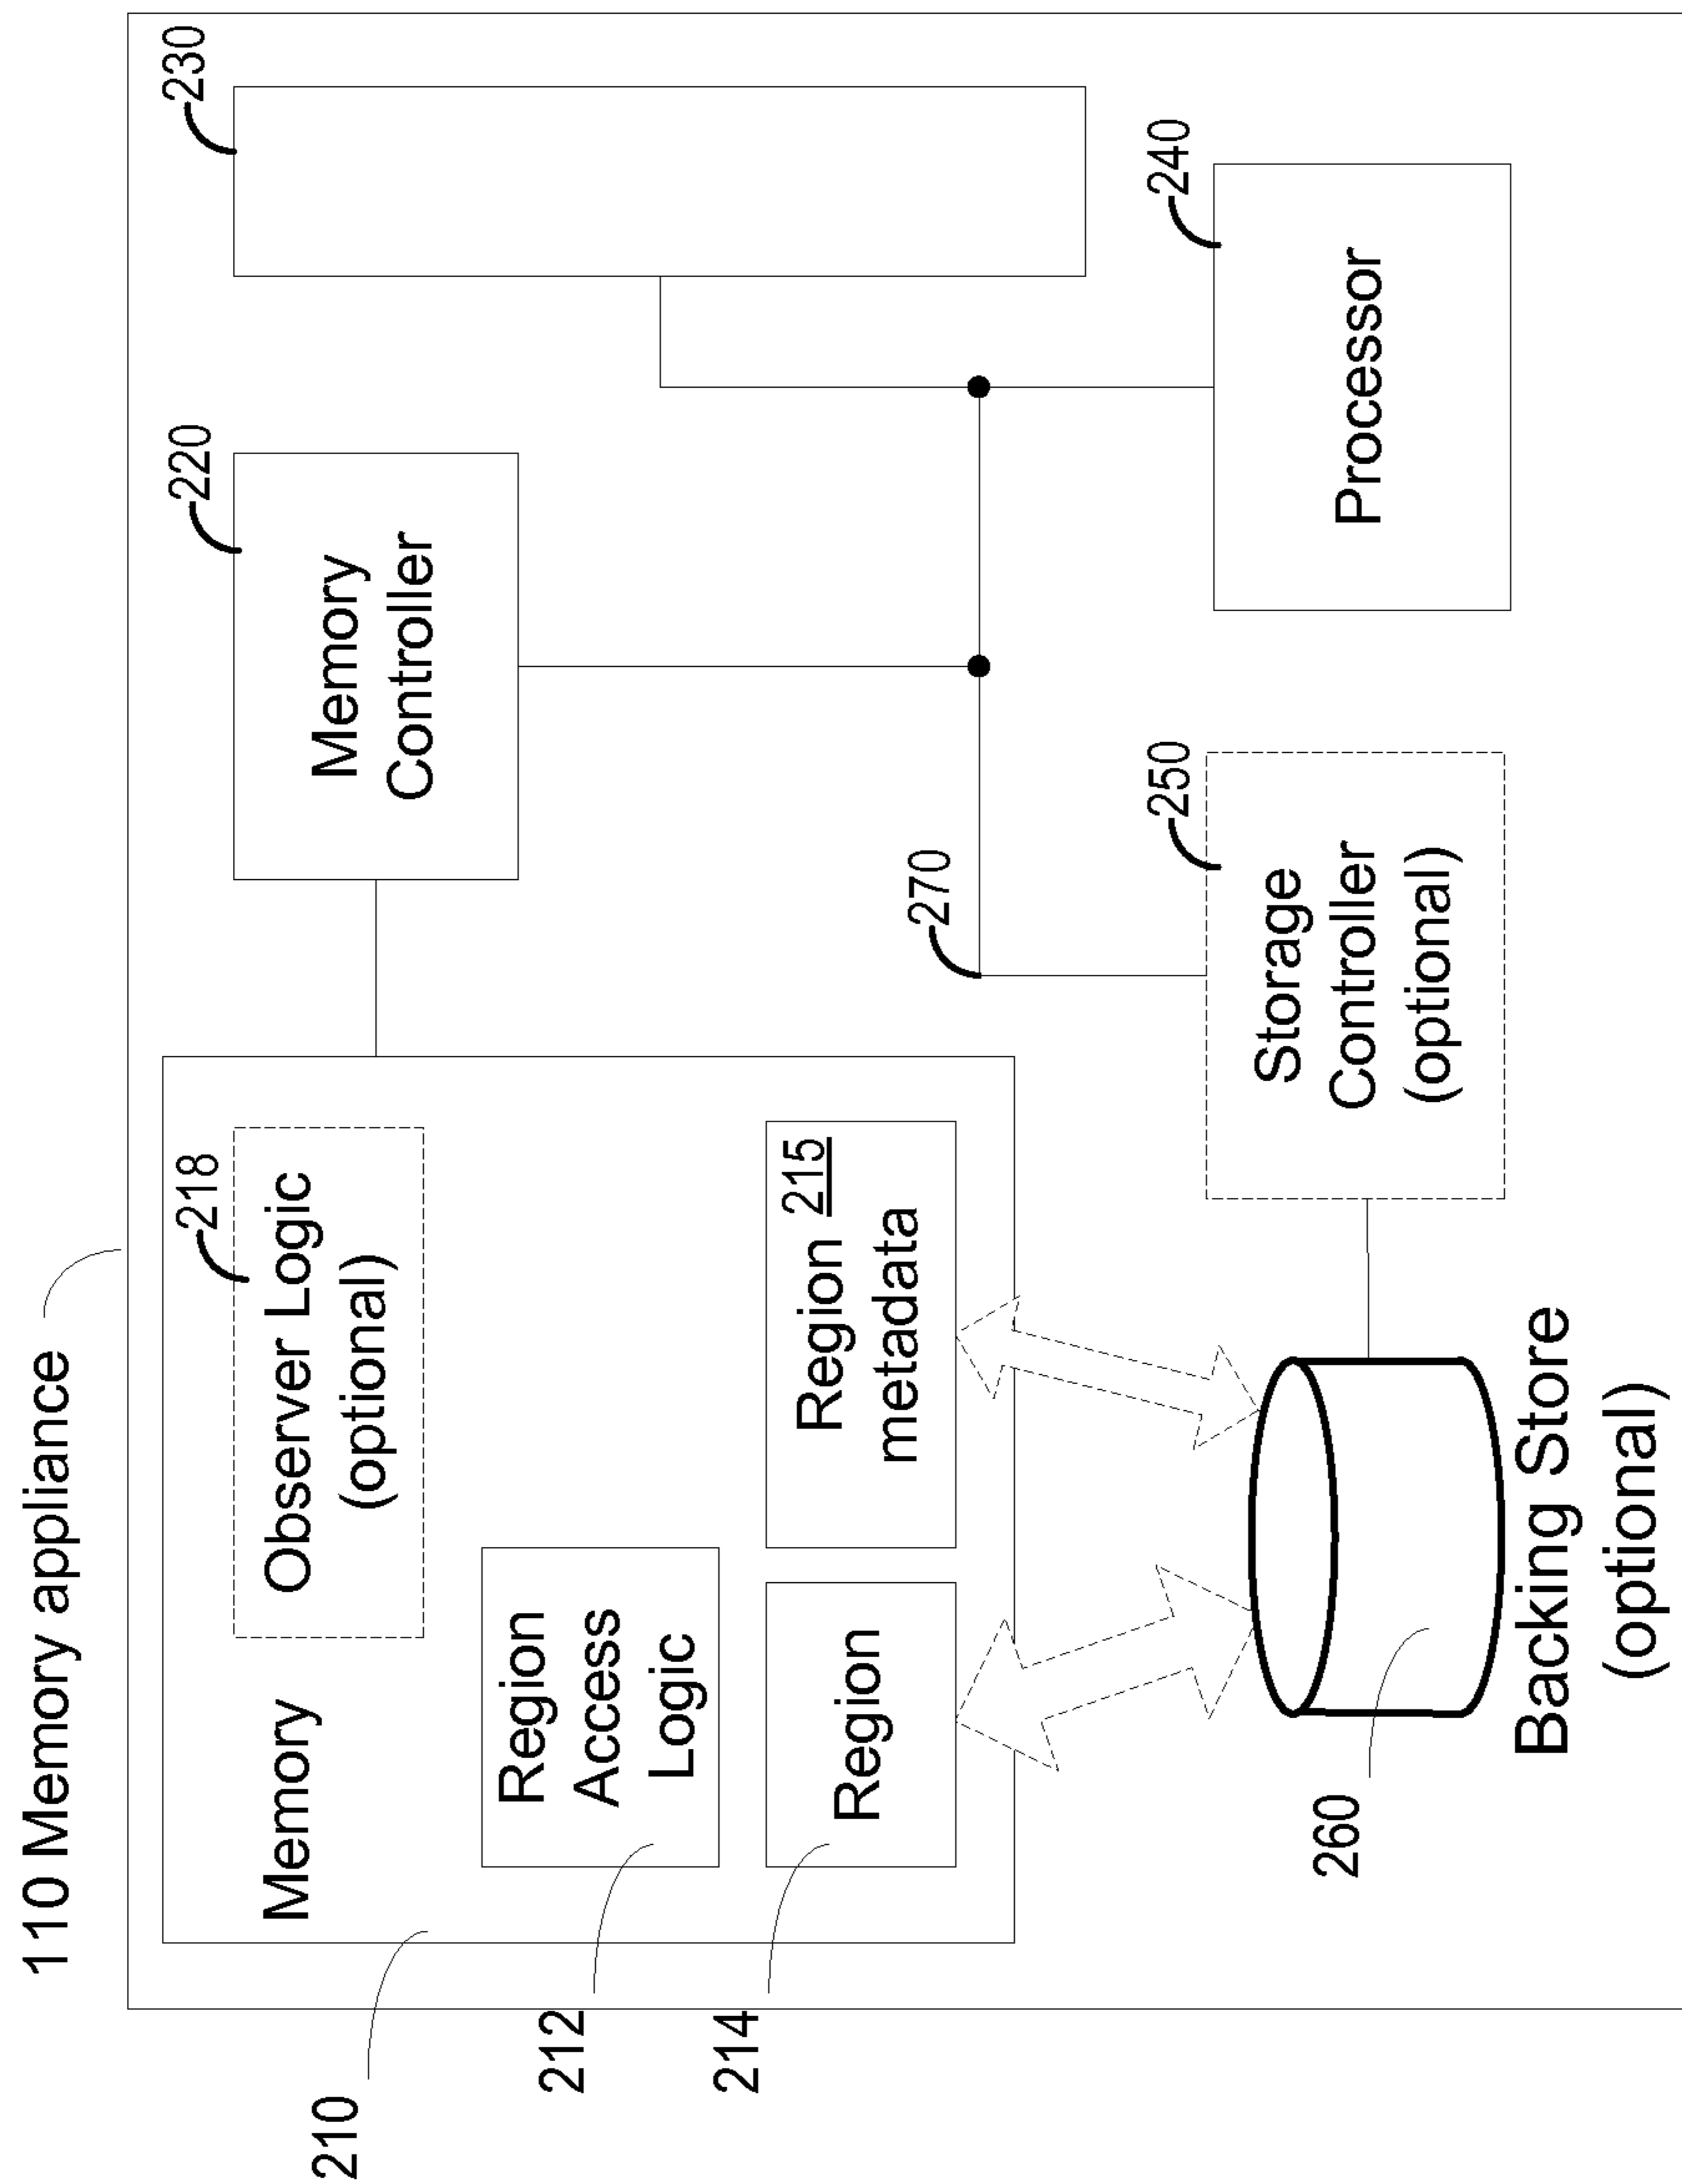 110 Memory appliance
210
Memory
218
Observer Logic
(optional)
212
Region
Access
Logic
214
Region
Region 215
metadata
220
Memory
Controller
230
270
240
Processor
250
Storage
Controller
(optional)
260
Backing Store
(optional)